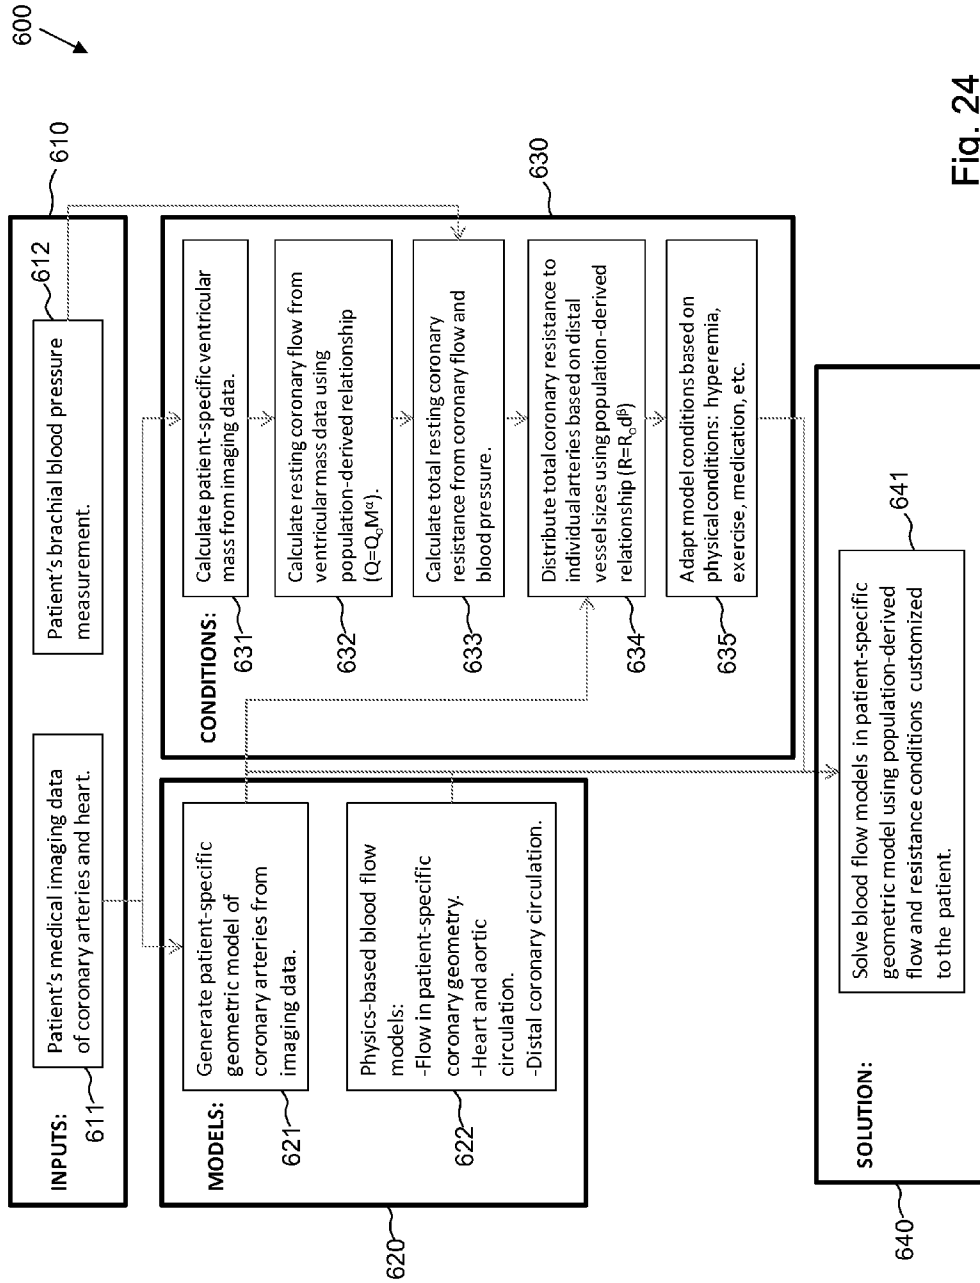 600
610
INPUTS:
611
Patient's medical imaging data
of coronary arteries and heart.
612
Patient's brachial blood pressure
measurement.
620
MODELS:
621
Generate patient-specific
geometric model of
coronary arteries from
imaging data.
622
Physics-based blood flow
models:
-Flow in patient-specific
coronary geometry.
-Heart and aortic
circulation.
-Distal coronary circulation.
630
CONDITIONS:
631
Calculate patient-specific ventricular
mass from imaging data.
632
Calculate resting coronary flow from
ventricular mass data using
population-derived relationship
(Q=QₒMᵅ).
633
Calculate total resting coronary
resistance from coronary flow and
blood pressure.
634
Distribute total coronary resistance to
individual arteries based on distal
vessel sizes using population-derived
relationship (R=Rₒdᵝ)
635
Adapt model conditions based on
physical conditions: hyperemia,
exercise, medication, etc.
640
SOLUTION:
641
Solve blood flow models in patient-specific
geometric model using population-derived
flow and resistance conditions customized
to the patient.
Fig. 24